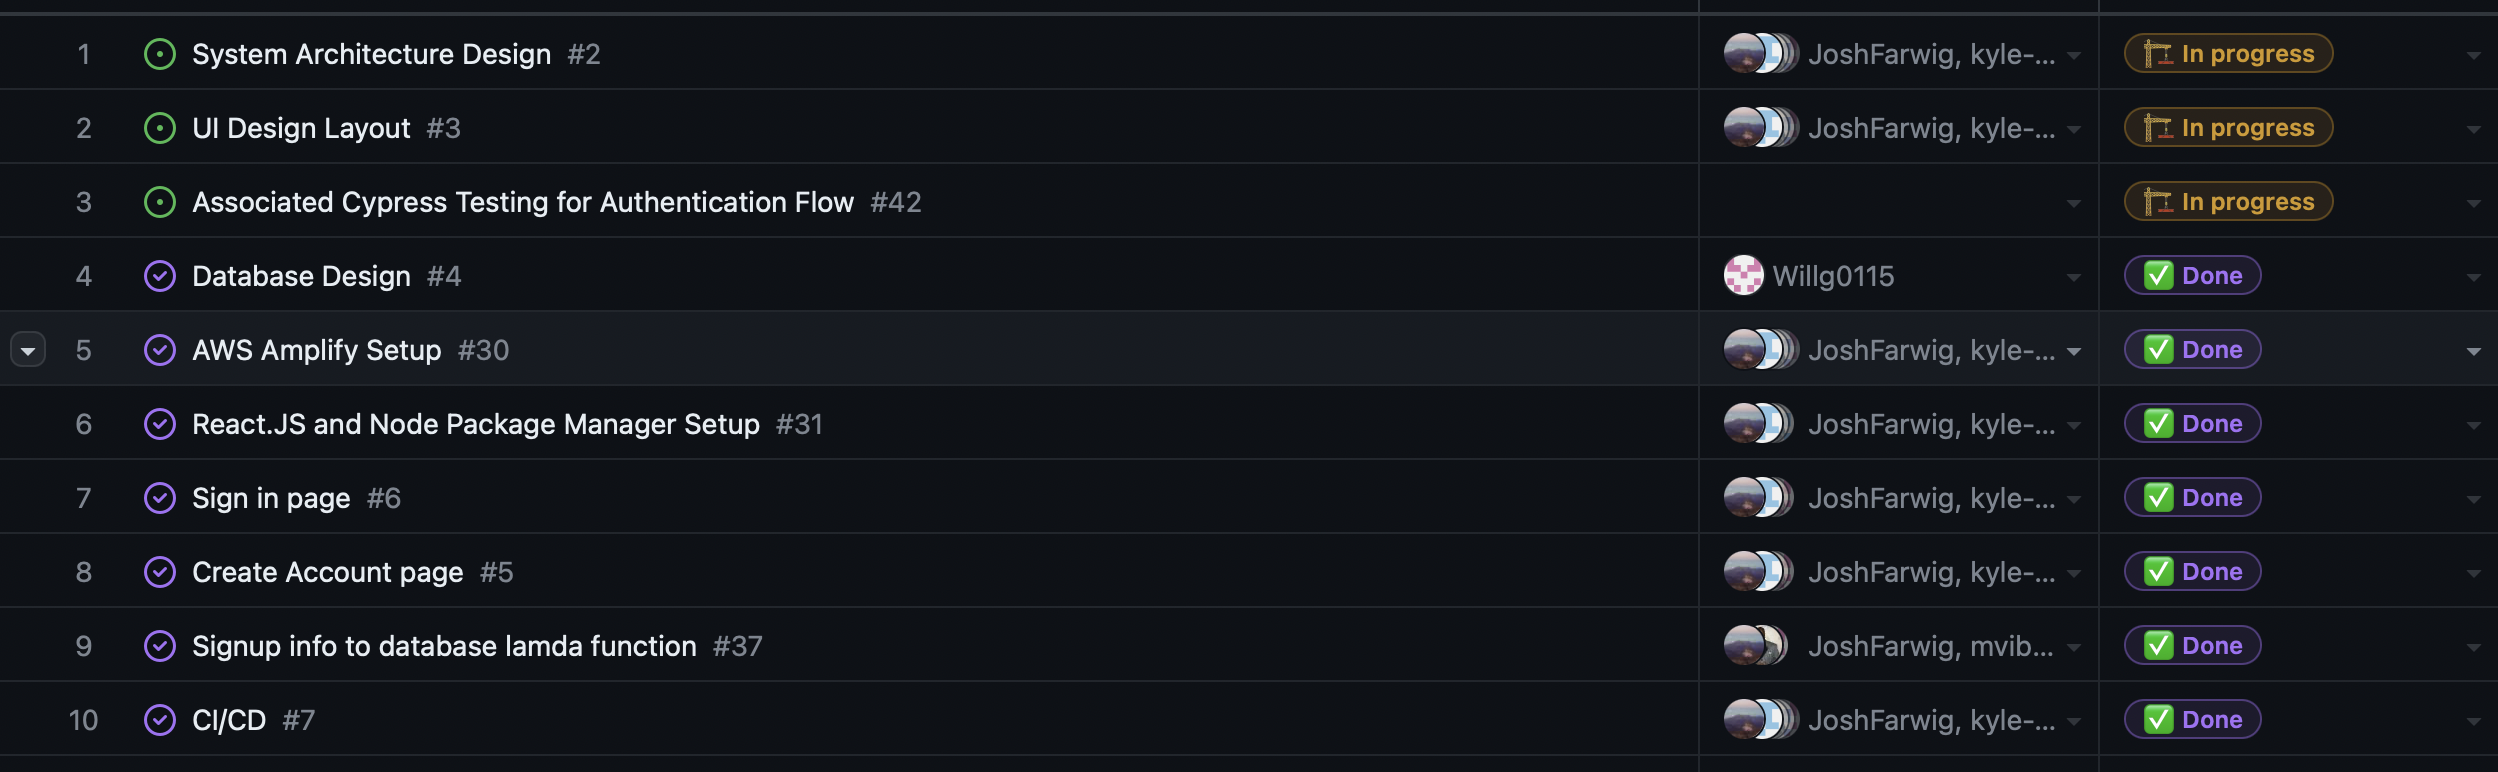 1 System Architecture Design #2 JoshFarwig, kyle-... In progress
2 UI Design Layout #3 JoshFarwig, kyle-... In progress
3 Associated Cypress Testing for Authentication Flow #42 In progress
4 Database Design #4 Willg0115 Done
5 AWS Amplify Setup #30 JoshFarwig, kyle-... Done
6 React.JS and Node Package Manager Setup #31 JoshFarwig, kyle-... Done
7 Sign in page #6 JoshFarwig, kyle-... Done
8 Create Account page #5 JoshFarwig, kyle-... Done
9 Signup info to database lamda function #37 JoshFarwig, mvib... Done
10 CI/CD #7 JoshFarwig, kyle-... Done